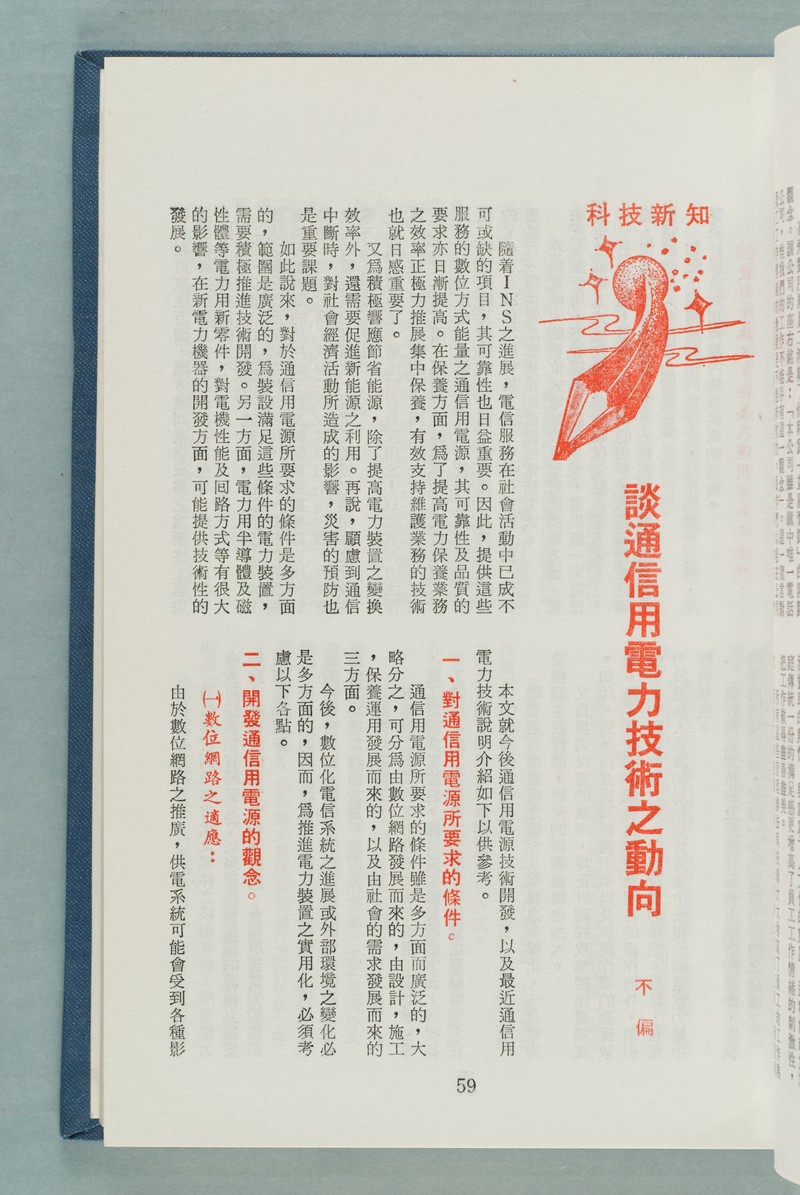 科技新知
談通信用電力技術之動向
不偏
隨着INS之進展，電信服務在社會活動中已成不
可或缺的項目，其可靠性也日益重要。因此，提供這些
服務的數位方式能量之通信用電源，其可靠性及品質的
要求亦日漸提高。在保養方面，爲了提高電力保養業務
之效率正極力推展集中保養，有效支持維護業務的技術
也就日感重要了。
又爲積極響應節省能源，除了提高電力裝置之變換
效率外，還需要促進新能源之利用。再說，顧慮到通信
中斷時，對社會經濟活動所造成的影響，災害的預防也
是重要課題。
如此說來，對於通信用電源所要求的條件是多方面
的，範圍是廣泛的，爲裝設滿足這些條件的電力裝置，
需要積極推進技術開發。另一方面，電力用半導體及磁
性體等電力用新零件，對電機性能及回路方式等有很大
的影響，在新電力機器的開發方面，可能提供技術性的
發展。
本文就今後通信用電源技術開發，以及最近通信用
電力技術說明介紹如下以供參考。
一、對通信用電源所要求的條件。
通信用電源所要求的條件雖是多方面而廣泛的，大
略分之，可分爲由數位網路發展而來的，由設計，施工
，保養運用發展而來的，以及由社會的需求發展而來的
三方面。
今後，數位化電信系統之進展或外部環境之變化必
是多方面的，因而，爲推進電力裝置之實用化，必須考
慮以下各點。
二、開發通信用電源的觀念。
㈠數位網路之適應：
由於數位網路之推廣，供電系統可能會受到各種影
59